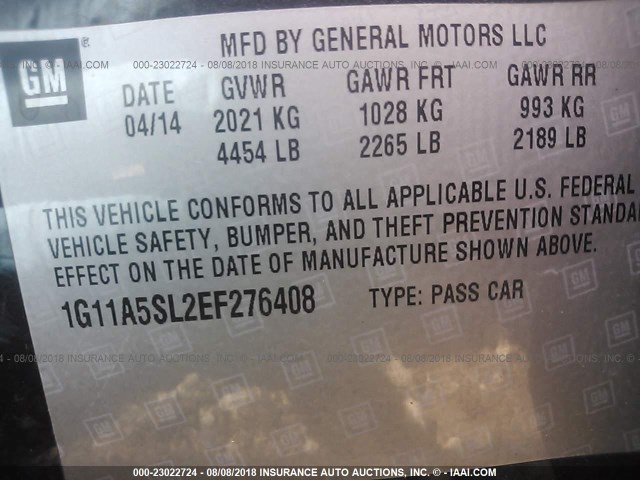 GM ®
MFD BY GENERAL MOTORS LLC
DATE GVWR GAWR FRT GAWR RR
04/14 2021 KG 1028 KG 993 KG
4454 LB 2265 LB 2189 LB
THIS VEHICLE CONFORMS TO ALL APPLICABLE U.S. FEDERAL
VEHICLE SAFETY, BUMPER, AND THEFT PREVENTION STANDA
EFFECT ON THE DATE OF MANUFACTURE SHOWN ABOVE.
1G11A5SL2EF276408 TYPE: PASS CAR
000-23022724 - 08/08/2018 INSURANCE AUTO AUCTIONS, INC. - ©IAAI.COM